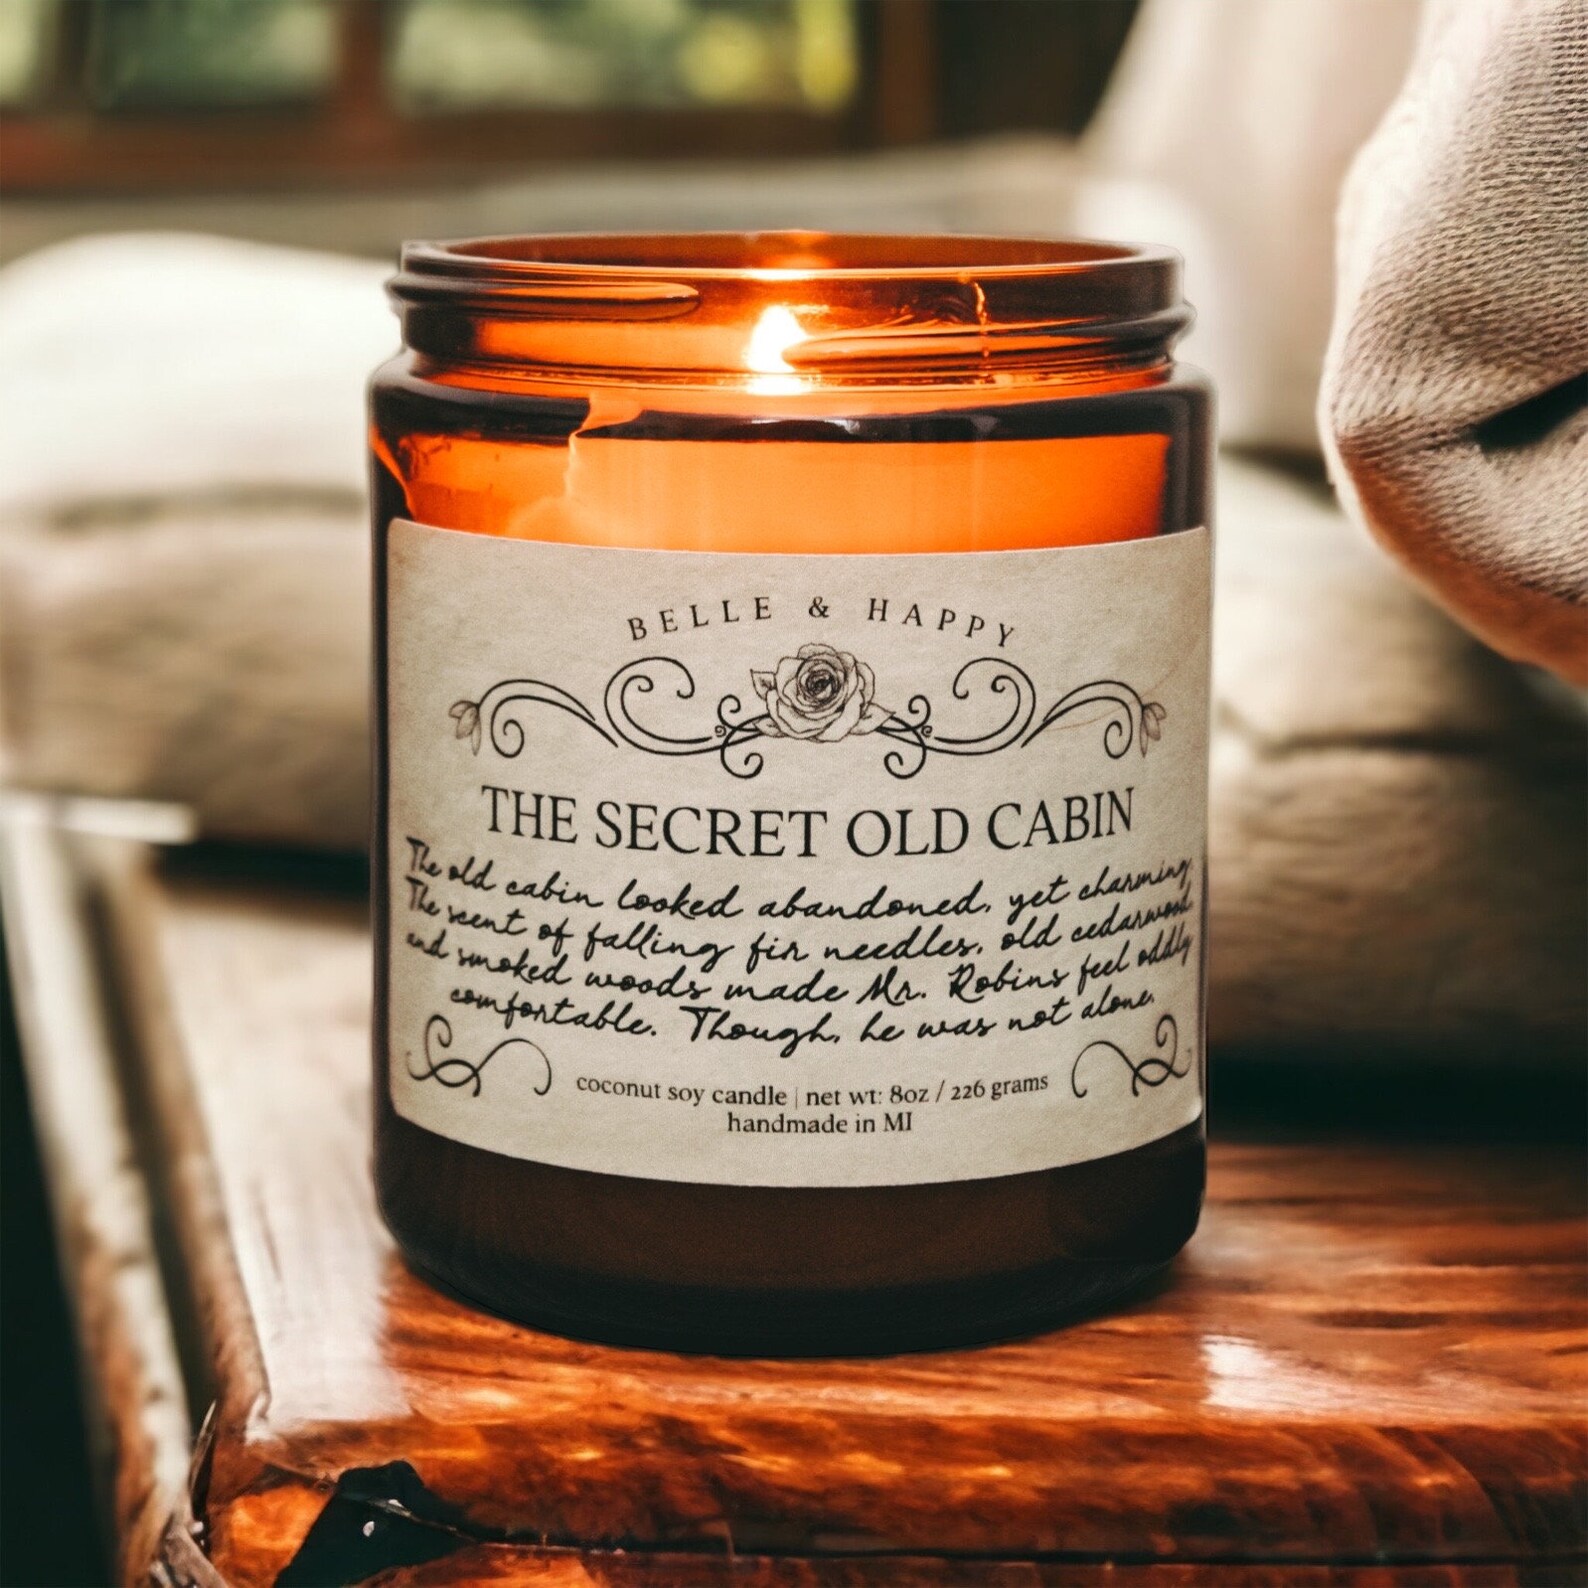 BELLE & HAPPY
THE SECRET OLD CABIN
The old cabin looked abandoned, yet charming.
The scent of falling fir needles, old cedarwood
and smoked woods made Mr. Robins feel oddly
comfortable. Though, he was not alone.
coconut soy candle | net wt: 8oz / 226 grams
handmade in MI